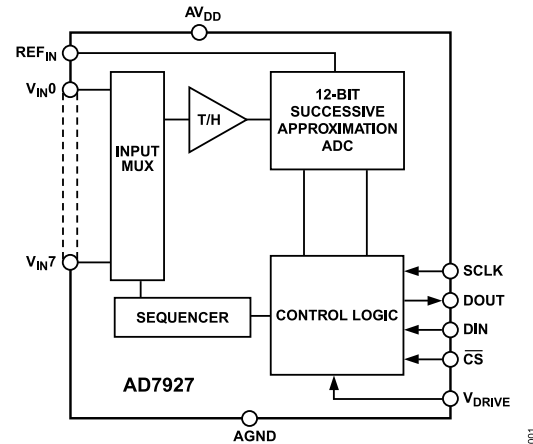 AVDD
REFIN
VIN0
12-BIT
SUCCESSIVE
APPROXIMATION
ADC
T/H
INPUT
MUX
VIN7
SCLK
DOUT
SEQUENCER
CONTROL LOGIC
DIN
CS
AD7927
VDRIVE
AGND
001